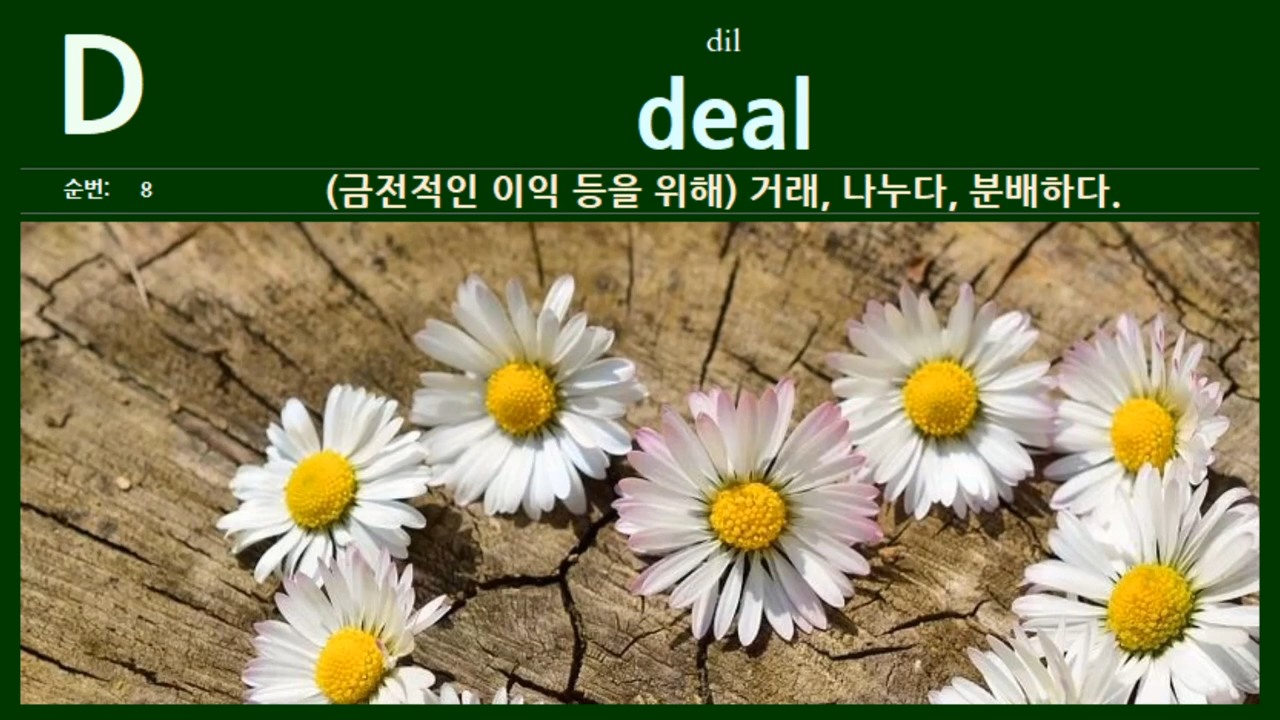 D
dil
deal
순번: 8
(금전적인 이익 등을 위해) 거래, 나누다, 분배하다.